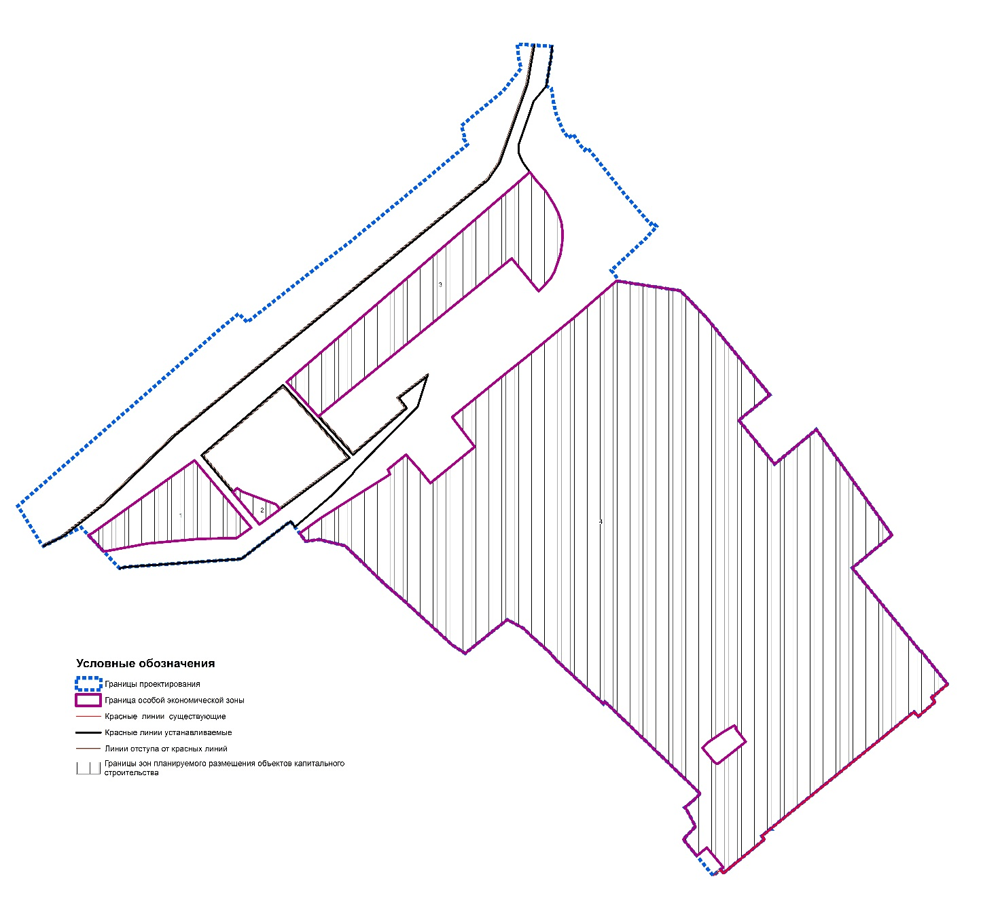 3
2
1
4
Условные обозначения
Границы проектирования
Граница особой экономической зоны
Красные линии существующие
Красные линии устанавливаемые
Линии отступа от красных линий
Границы зон планируемого размещения объектов капитального
строительства